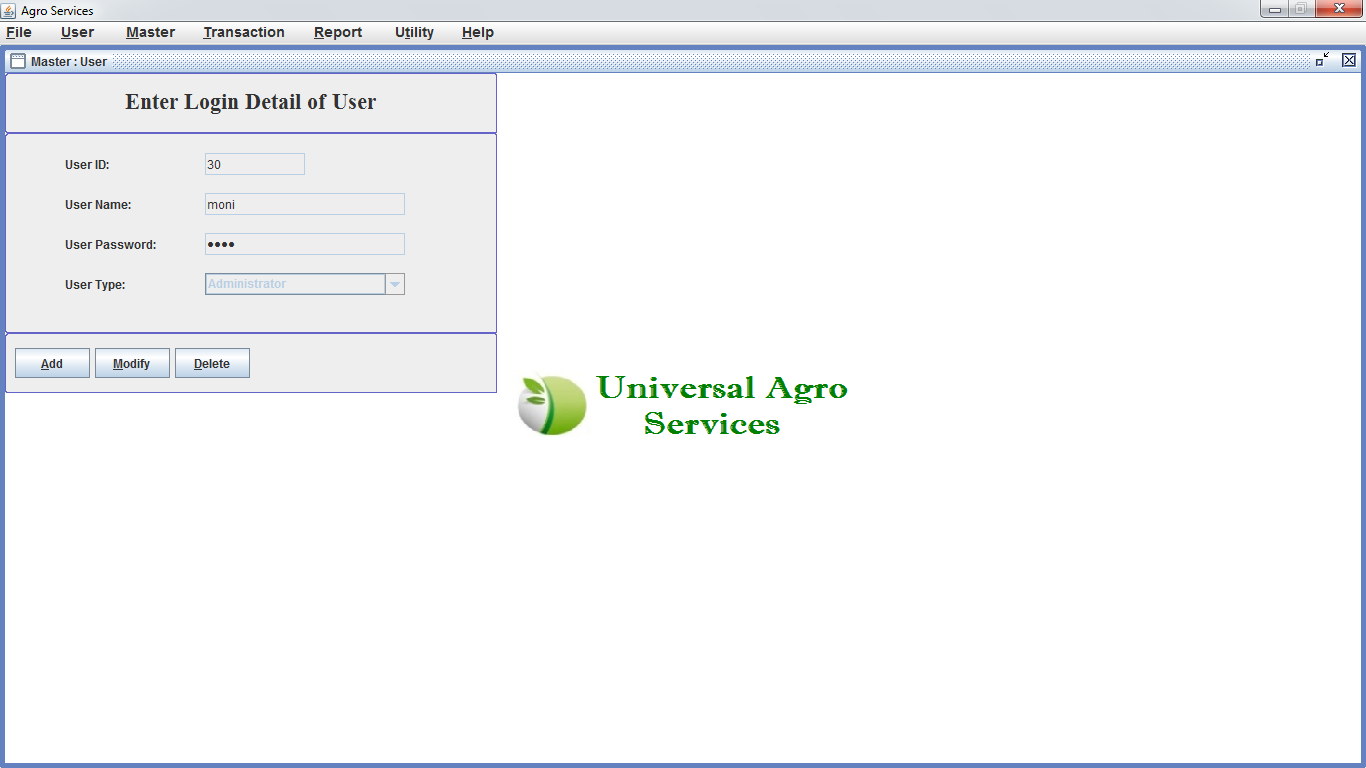 Agro Services
File User Master Transaction Report Utility Help
Master : User
Enter Login Detail of User
User ID: 30
User Name: moni
User Password: ••••
User Type: Administrator
Add Modify Delete
Universal Agro
Services